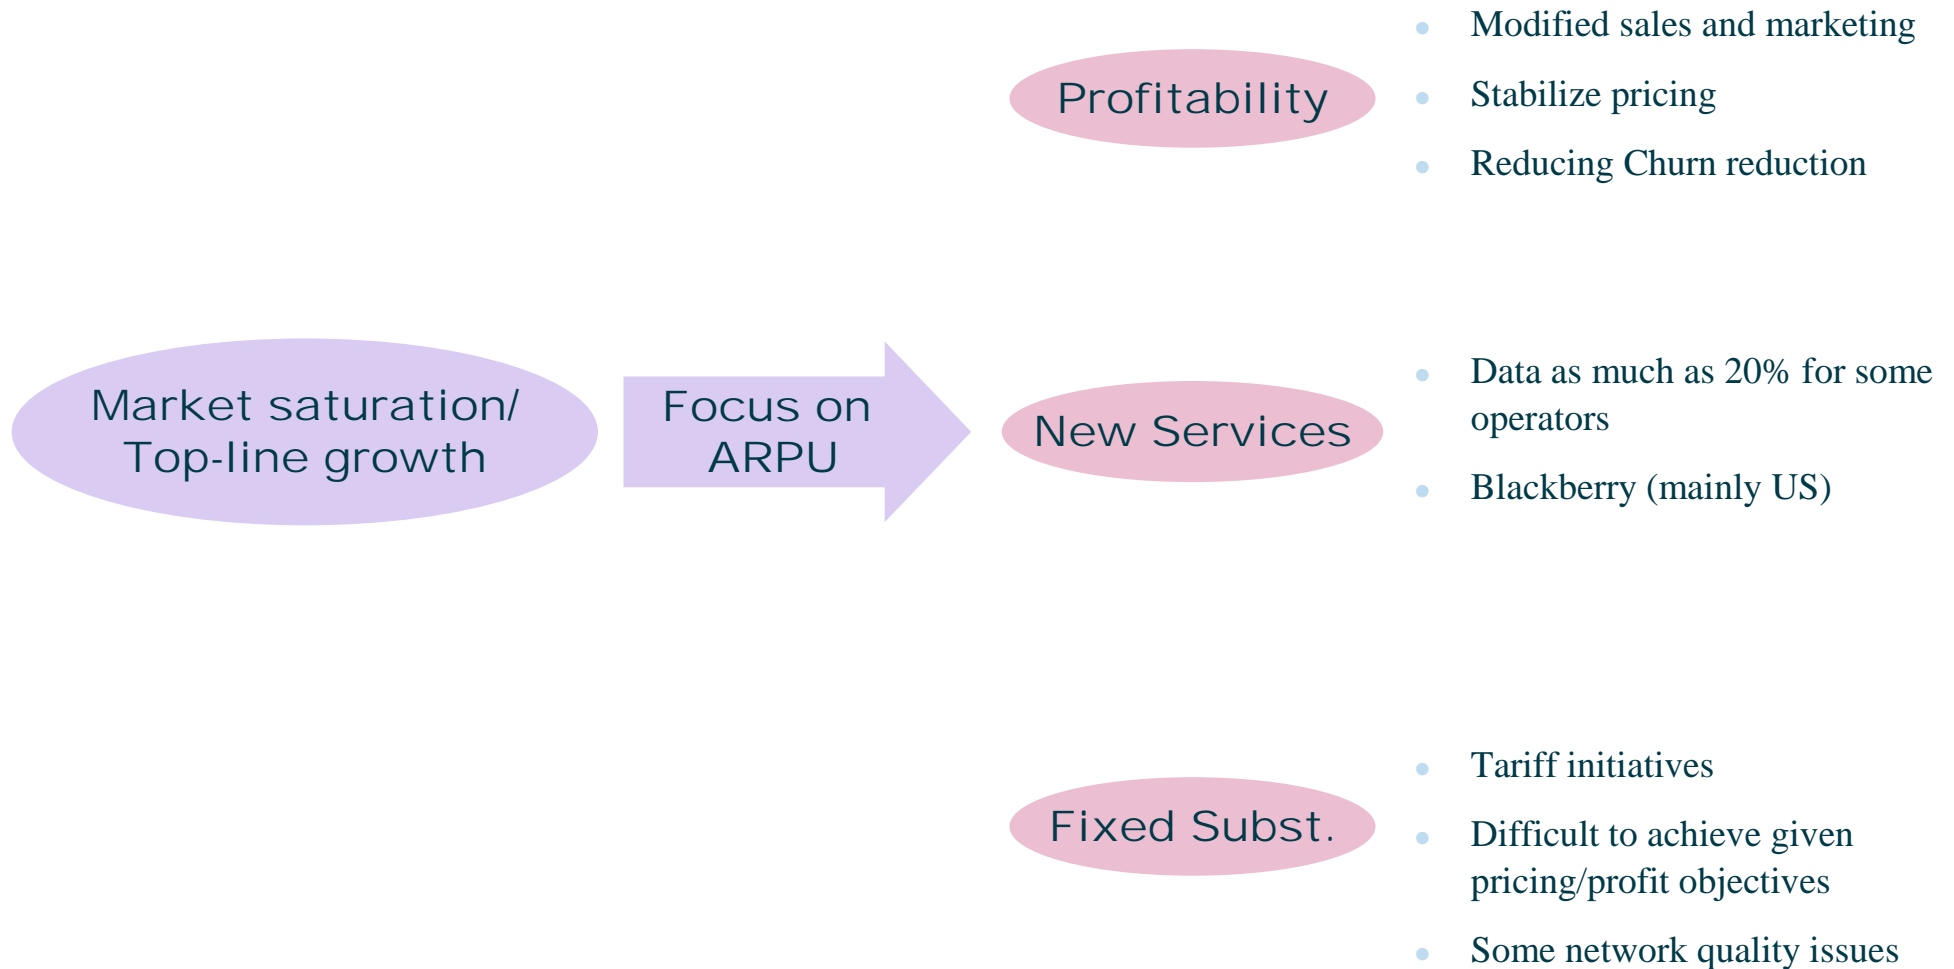 Market saturation/
Top-line growth
Focus on
ARPU
Profitability
Modified sales and marketing
Stabilize pricing
Reducing Churn reduction
New Services
Data as much as 20% for some
operators
Blackberry (mainly US)
Fixed Subst.
Tariff initiatives
Difficult to achieve given
pricing/profit objectives
Some network quality issues